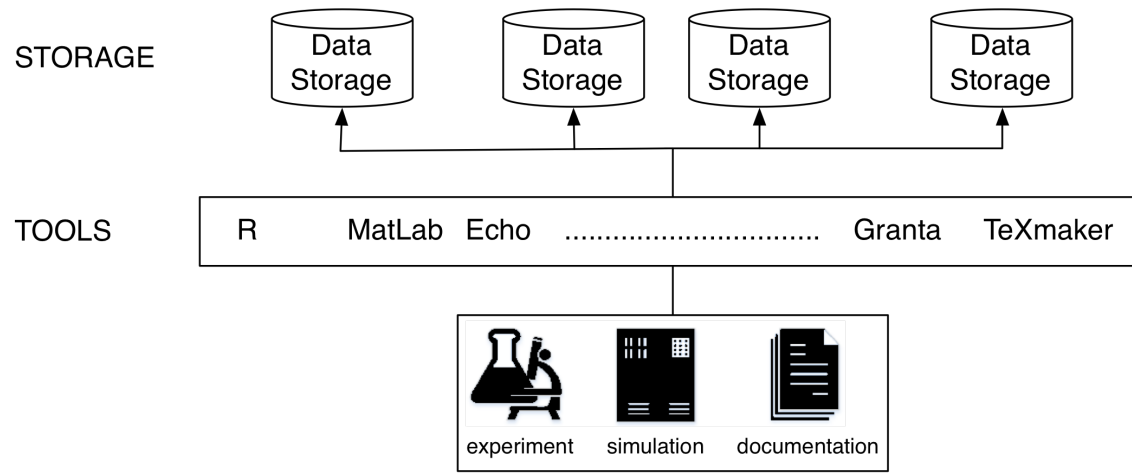 STORAGE
Data
Storage
Data
Storage
Data
Storage
Data
Storage
TOOLS
R MatLab Echo ................................ Granta TeXmaker
experiment simulation documentation